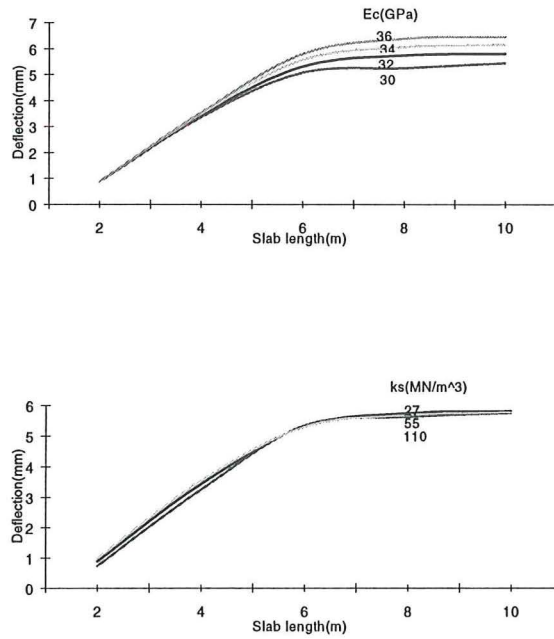 Ec(GPa)
7
6
5
4
3
2
1
0
Deflection(mm)
36
34
32
30
2 4 6 8 10
Slab length(m)
ks(MN/m^3)
6
5
4
3
2
1
0
Deflection(mm)
27
55
110
2 4 6 8 10
Slab length(m)